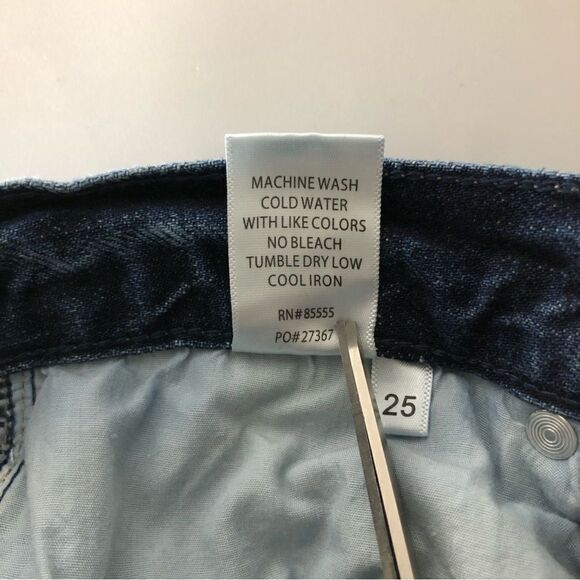 MACHINE WASH
COLD WATER
WITH LIKE COLORS
NO BLEACH
TUMBLE DRY LOW
COOL IRON
RN#85555
PO#27367
25